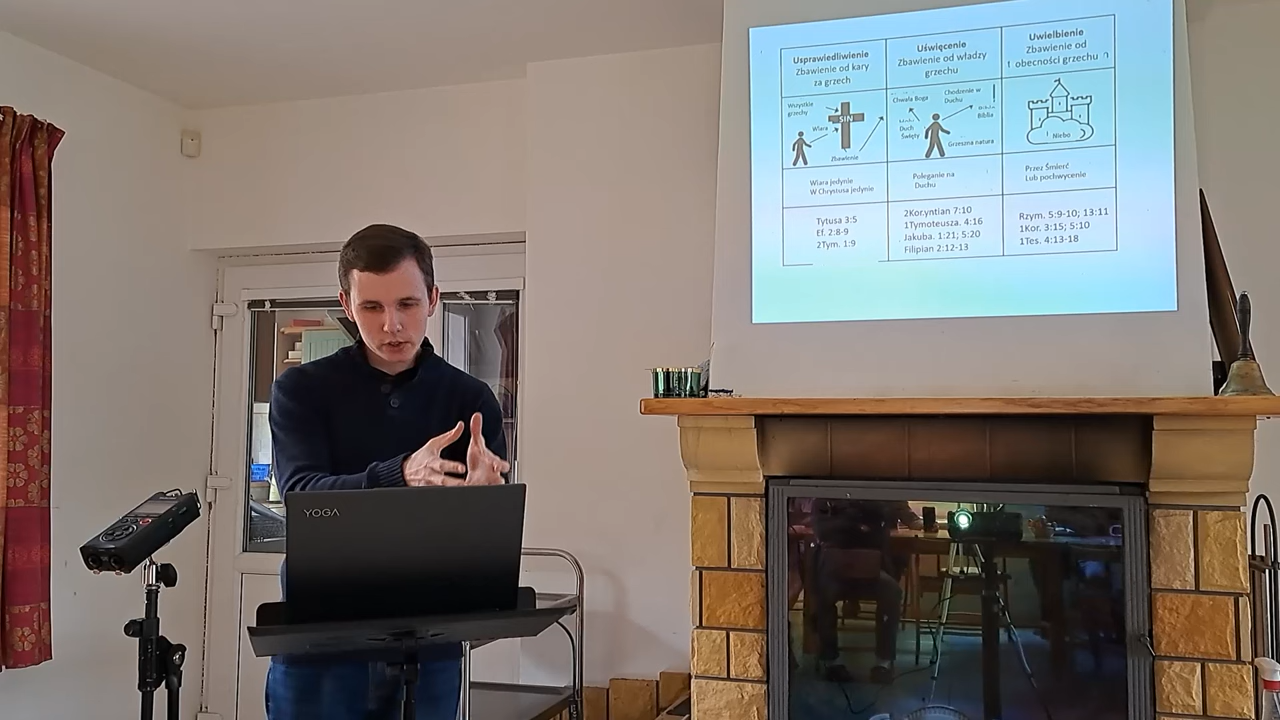 Usprawiedliwienie
Zbawienie od kary
za grzech
Uświęcenie
Zbawienie od władzy
grzechu
Uwielbienie
Zbawienie od
obecności grzechu
Wszystkie
grzechy
Wiara
SIN
Zbawienie
Chwała Boga
Chodzenie w
Duchu
Biblia
Duch
Święty
Grzeszna natura
Niebo
Wiara jedynie
W Chrystusa jedynie
Poleganie na
Duchu
Przez Śmierć
Lub pochwycenie
Tytusa 3:5
Ef. 2:8-9
2Tym. 1:9
2Kor.yntian 7:10
1Tymoteusza. 4:16
Jakuba. 1:21; 5:20
Filipian 2:12-13
Rzym. 5:9-10; 13:11
1Kor. 3:15; 5:10
1Tes. 4:13-18
YOGA